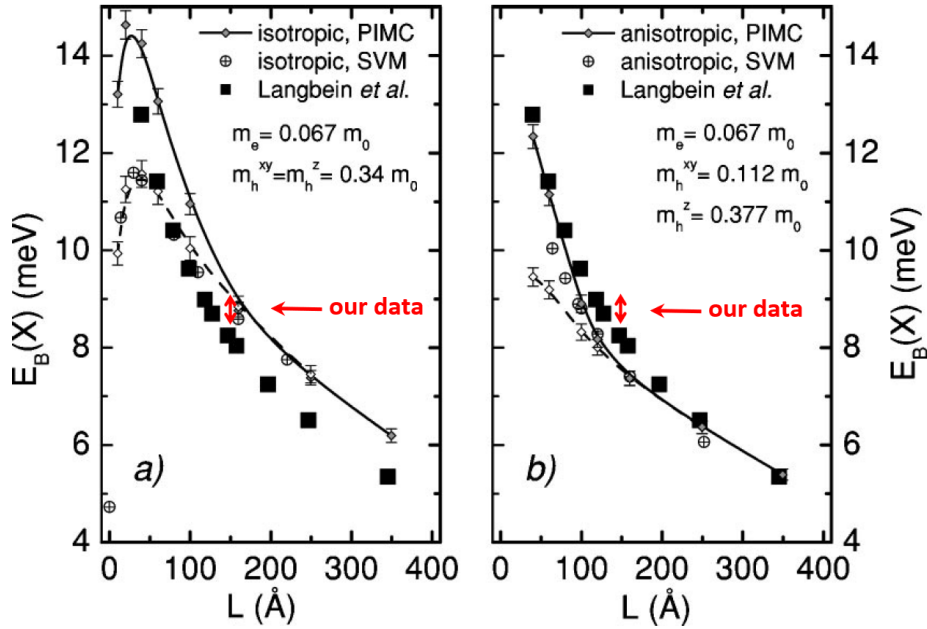 isotropic, PIMC
isotropic, SVM
Langbein et al.
m_e = 0.067 m_0
m_h^xy = m_h^z = 0.34 m_0
our data
a)
E_B(X) (meV)
14
12
10
8
6
4
0 100 200 300 400
L (Å)
anisotropic, PIMC
anisotropic, SVM
Langbein et al.
m_e = 0.067 m_0
m_h^xy = 0.112 m_0
m_h^z = 0.377 m_0
our data
b)
14
12
10
8
6
4
E_B(X) (meV)
0 100 200 300 400
L (Å)